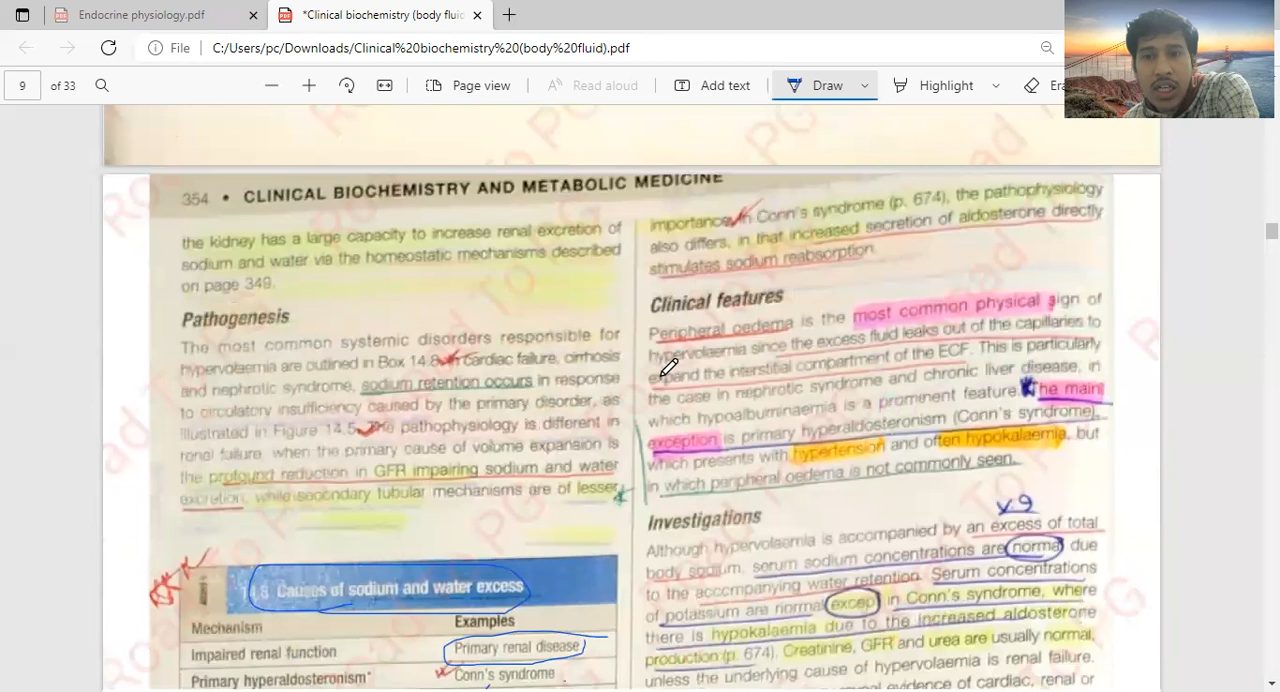 Endocrine physiology.pdf
*Clinical biochemistry (body fluid
File
C:/Users/pc/Downloads/Clinical%20biochemistry%20(body%20fluid).pdf
9 of 33
Page view
Read aloud
Add text
Draw
Highlight
Era
354 • CLINICAL BIOCHEMISTRY AND METABOLIC MEDICINE
the kidney has a large capacity to increase renal excretion of
sodium and water via the homeostatic mechanisms described
on page 349.
Pathogenesis
The most common systemic disorders responsible for
hypervolaemia are outlined in Box 14.8. In cardiac failure, cirrhosis
and nephrotic syndrome, sodium retention occurs in response
to circulatory insufficiency caused by the primary disorder, as
illustrated in Figure 14.5. The pathophysiology is different in
renal failure, when the primary cause of volume expansion is
the profound reduction in GFR impairing sodium and water
excretion, while secondary tubular mechanisms are of lesser
14.8 Causes of sodium and water excess
Mechanism Examples
Impaired renal function Primary renal disease
Primary hyperaldosteronism* Conn's syndrome
importance. In Conn's syndrome (p. 674), the pathophysiology
also differs, in that increased secretion of aldosterone directly
stimulates sodium reabsorption.
Clinical features
Peripheral oedema is the most common physical sign of
hypervolaemia since the excess fluid leaks out of the capillaries to
expand the interstitial compartment of the ECF. This is particularly
the case in nephrotic syndrome and chronic liver disease, in
which hypoalbuminaemia is a prominent feature. The main
exception is primary hyperaldosteronism (Conn's syndrome),
which presents with hypertension and often hypokalaemia, but
in which peripheral oedema is not commonly seen.
Investigations
Although hypervolaemia is accompanied by an excess of total
body sodium, serum sodium concentrations are normal due
to the accompanying water retention. Serum concentrations
of potassium are normal except in Conn's syndrome, where
there is hypokalaemia due to the increased aldosterone
production (p. 674). Creatinine, GFR and urea are usually normal,
unless the underlying cause of hypervolaemia is renal failure.
evidence of cardiac, renal or
Road To PG